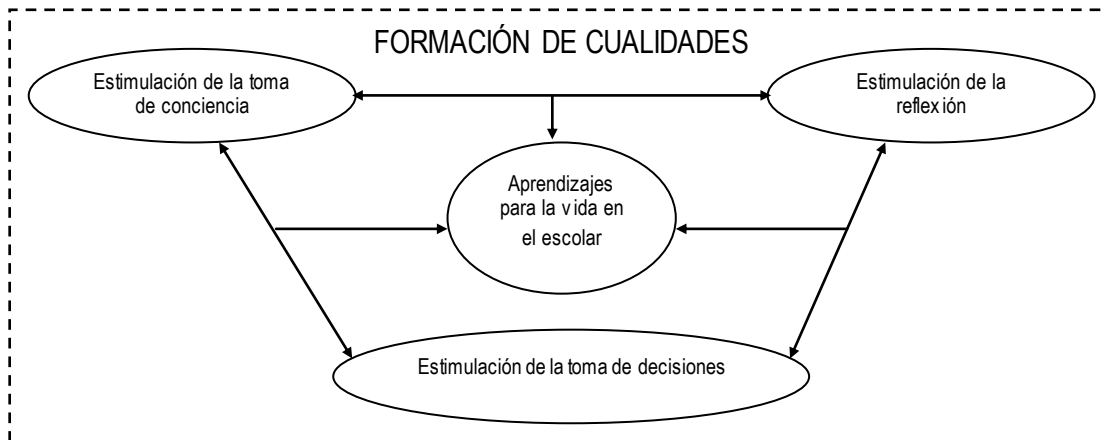 FORMACIÓN DE CUALIDADES
Estimulación de la toma
de conciencia
Estimulación de la
reflexión
Aprendizajes
para la vida en
el escolar
Estimulación de la toma de decisiones